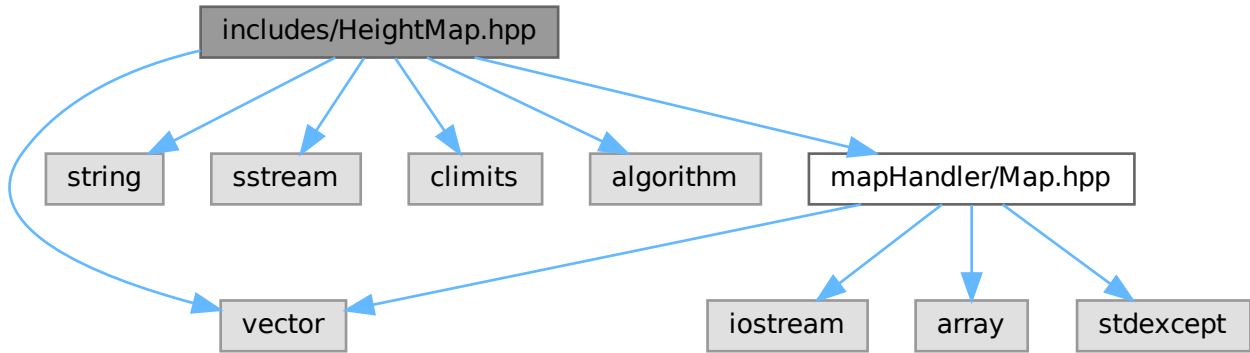 includes/HeightMap.hpp
string
sstream
climits
algorithm
mapHandler/Map.hpp
vector
iostream
array
stdexcept